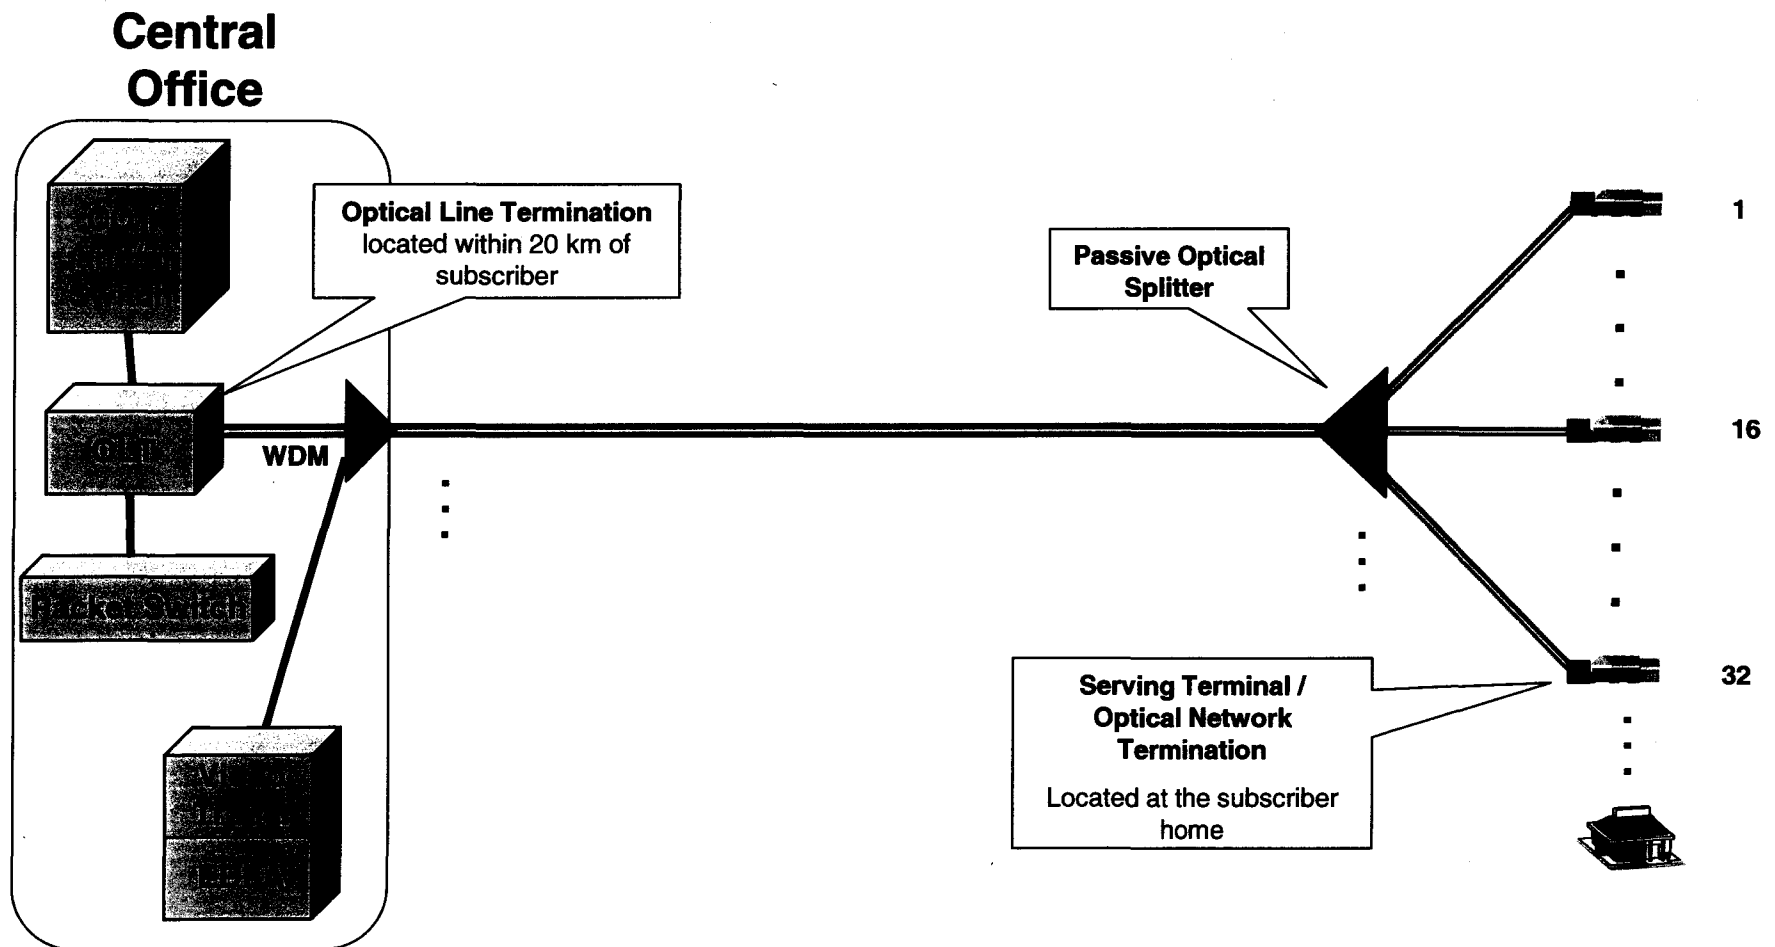 Central
Office
Optical Line Termination
located within 20 km of
subscriber
Passive Optical
Splitter
1
OLT
WDM
16
Packet Switch
Serving Terminal /
Optical Network
Termination
Located at the subscriber
home
32